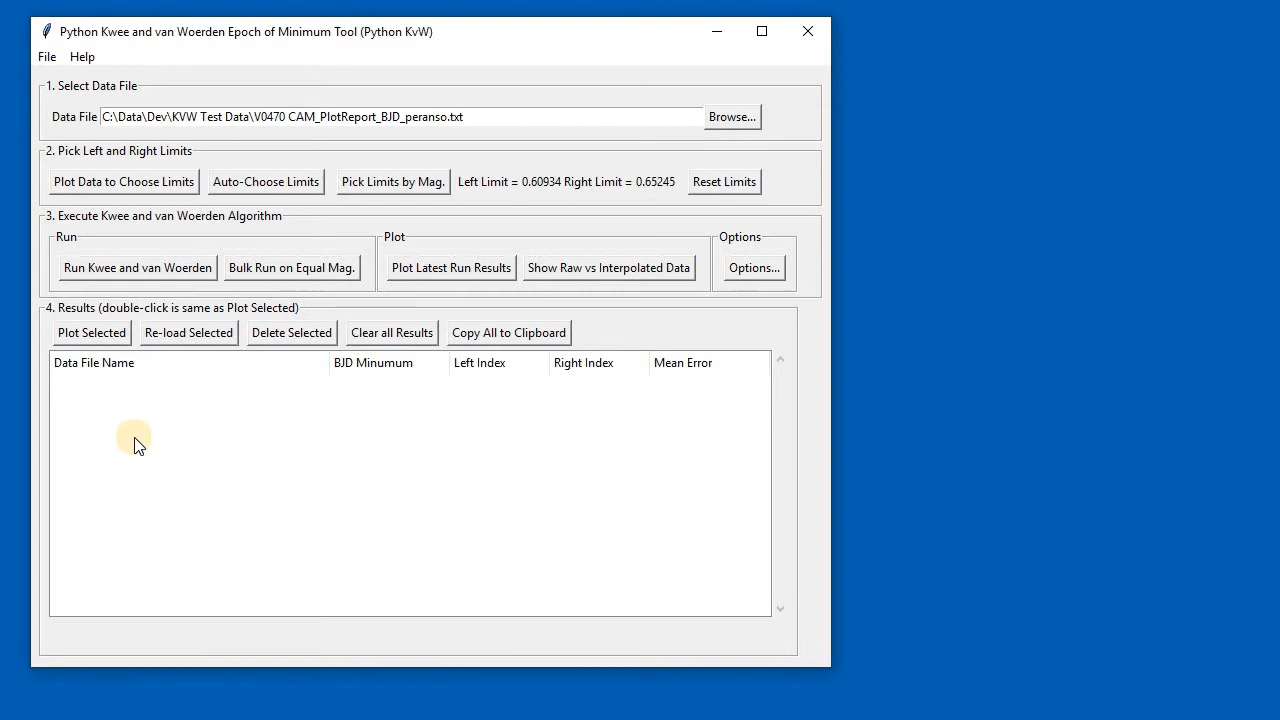 Python Kwee and van Woerden Epoch of Minimum Tool (Python KvW)
File Help
1. Select Data File
Data File C:\Data\Dev\KVW Test Data\V0470 CAM_PlotReport_BJD_peranso.txt Browse...
2. Pick Left and Right Limits
Plot Data to Choose Limits Auto-Choose Limits Pick Limits by Mag. Left Limit = 0.60934 Right Limit = 0.65245 Reset Limits
3. Execute Kwee and van Woerden Algorithm
Run Plot Options
Run Kwee and van Woerden Bulk Run on Equal Mag. Plot Latest Run Results Show Raw vs Interpolated Data Options...
4. Results (double-click is same as Plot Selected)
Plot Selected Re-load Selected Delete Selected Clear all Results Copy All to Clipboard
Data File Name BJD Minumum Left Index Right Index Mean Error